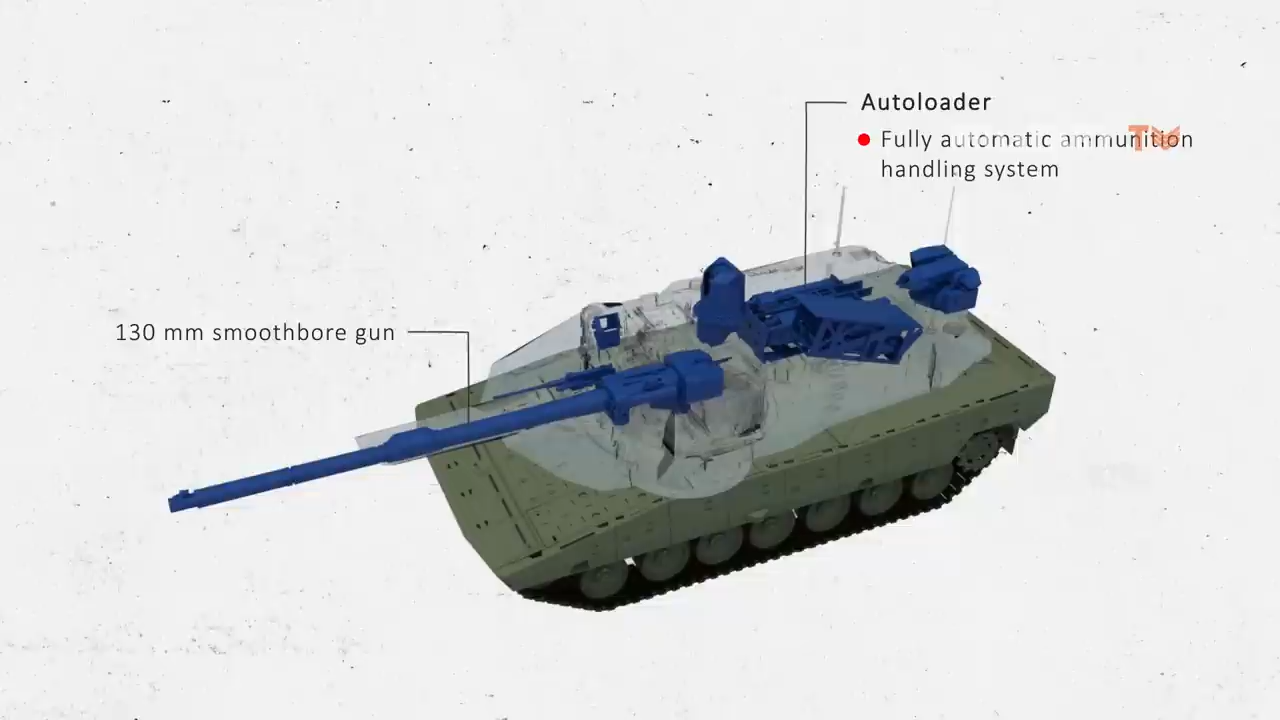 Autoloader
Fully automatic ammunition
handling system
130 mm smoothbore gun